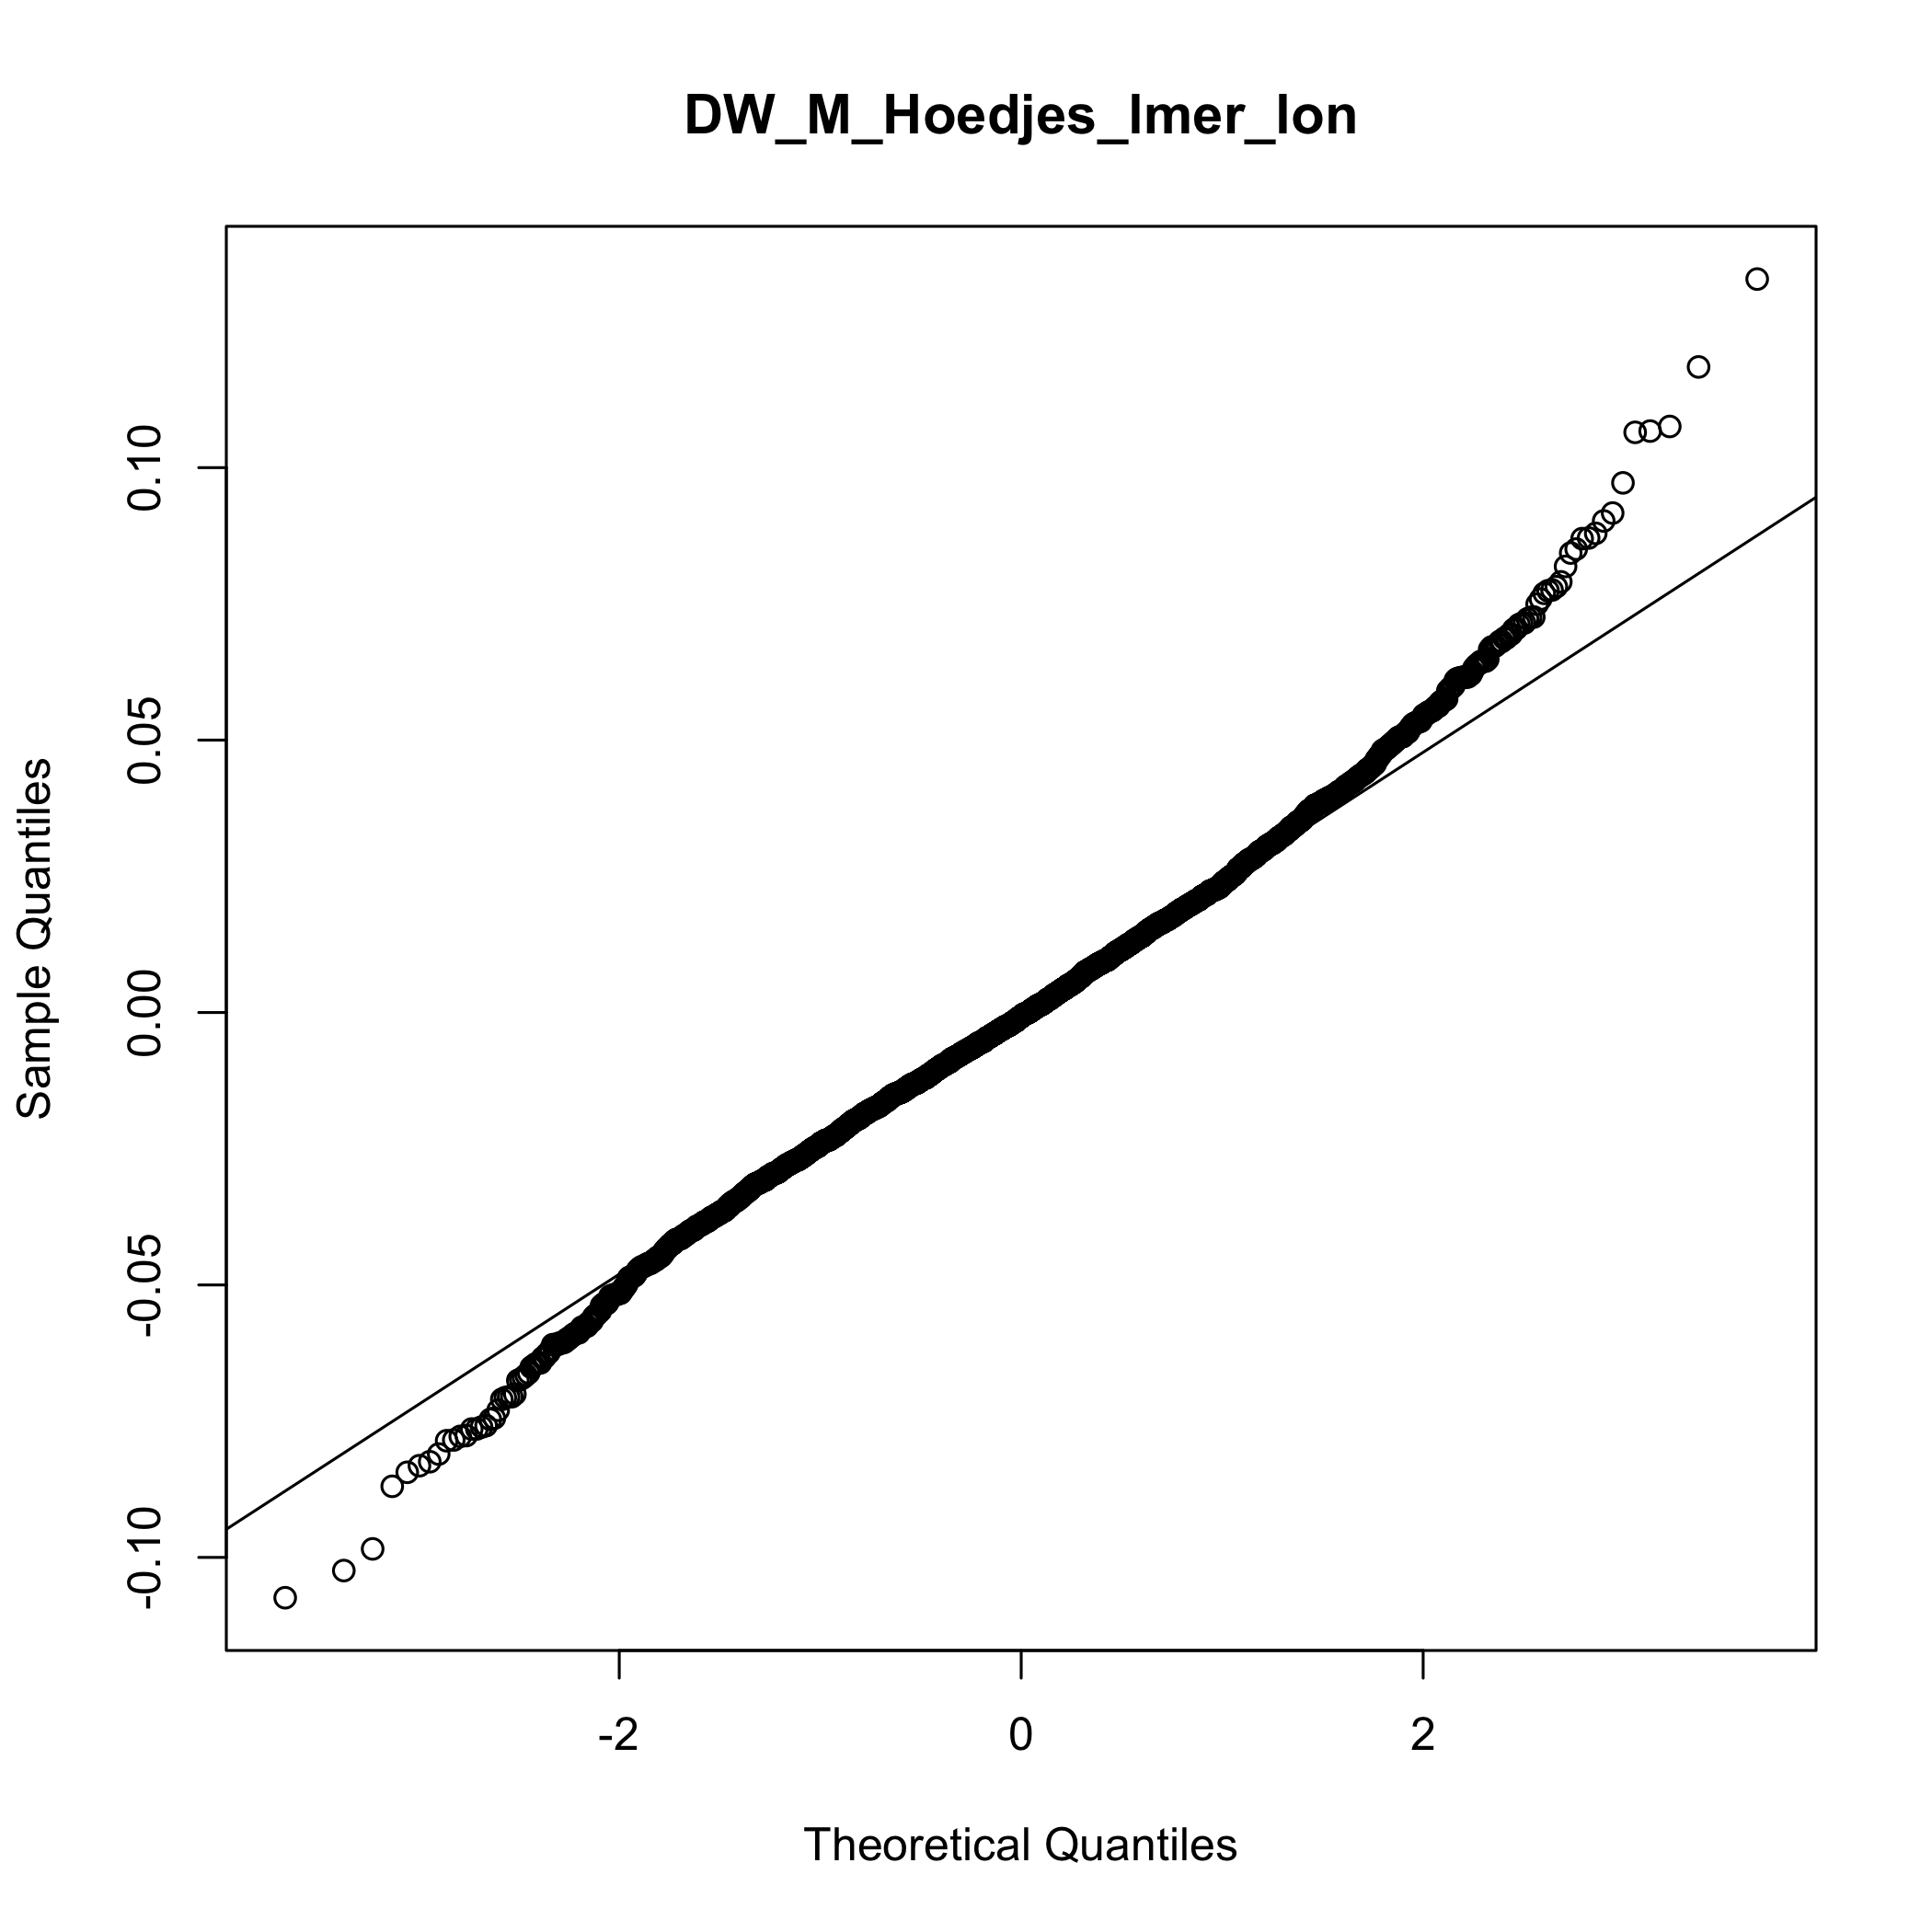 DW_M_Hoedjes_lmer_lon
Sample Quantiles
0.10
0.05
0.00
-0.05
-0.10
-2 0 2
Theoretical Quantiles